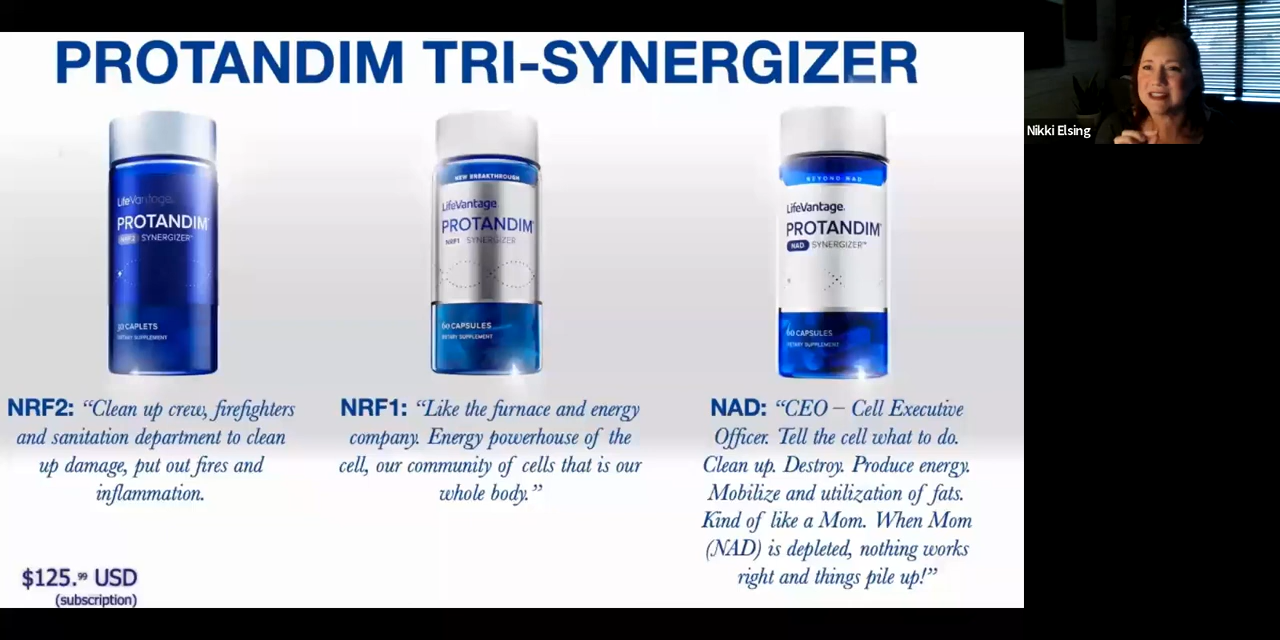 PROTANDIM TRI-SYNERGIZER
Nikki Elsing
LifeVantage.
PROTANDIM
NRF2 SYNERGIZER
30 CAPLETS
DIETARY SUPPLEMENT
NEW BREAKTHROUGH
LifeVantage
PROTANDIM
NRF1 SYNERGIZER
60 CAPSULES
DIETARY SUPPLEMENT
BEYOND NAD
LifeVantage.
PROTANDIM
NAD SYNERGIZER™
60 CAPSULES
DIETARY SUPPLEMENT
NRF2: “Clean up crew, firefighters
and sanitation department to clean
up damage, put out fires and
inflammation.
NRF1: “Like the furnace and energy
company. Energy powerhouse of the
cell, our community of cells that is our
whole body.”
NAD: “CEO – Cell Executive
Officer. Tell the cell what to do.
Clean up. Destroy. Produce energy.
Mobilize and utilization of fats.
Kind of like a Mom. When Mom
(NAD) is depleted, nothing works
right and things pile up!”
$125.99 USD
(subscription)